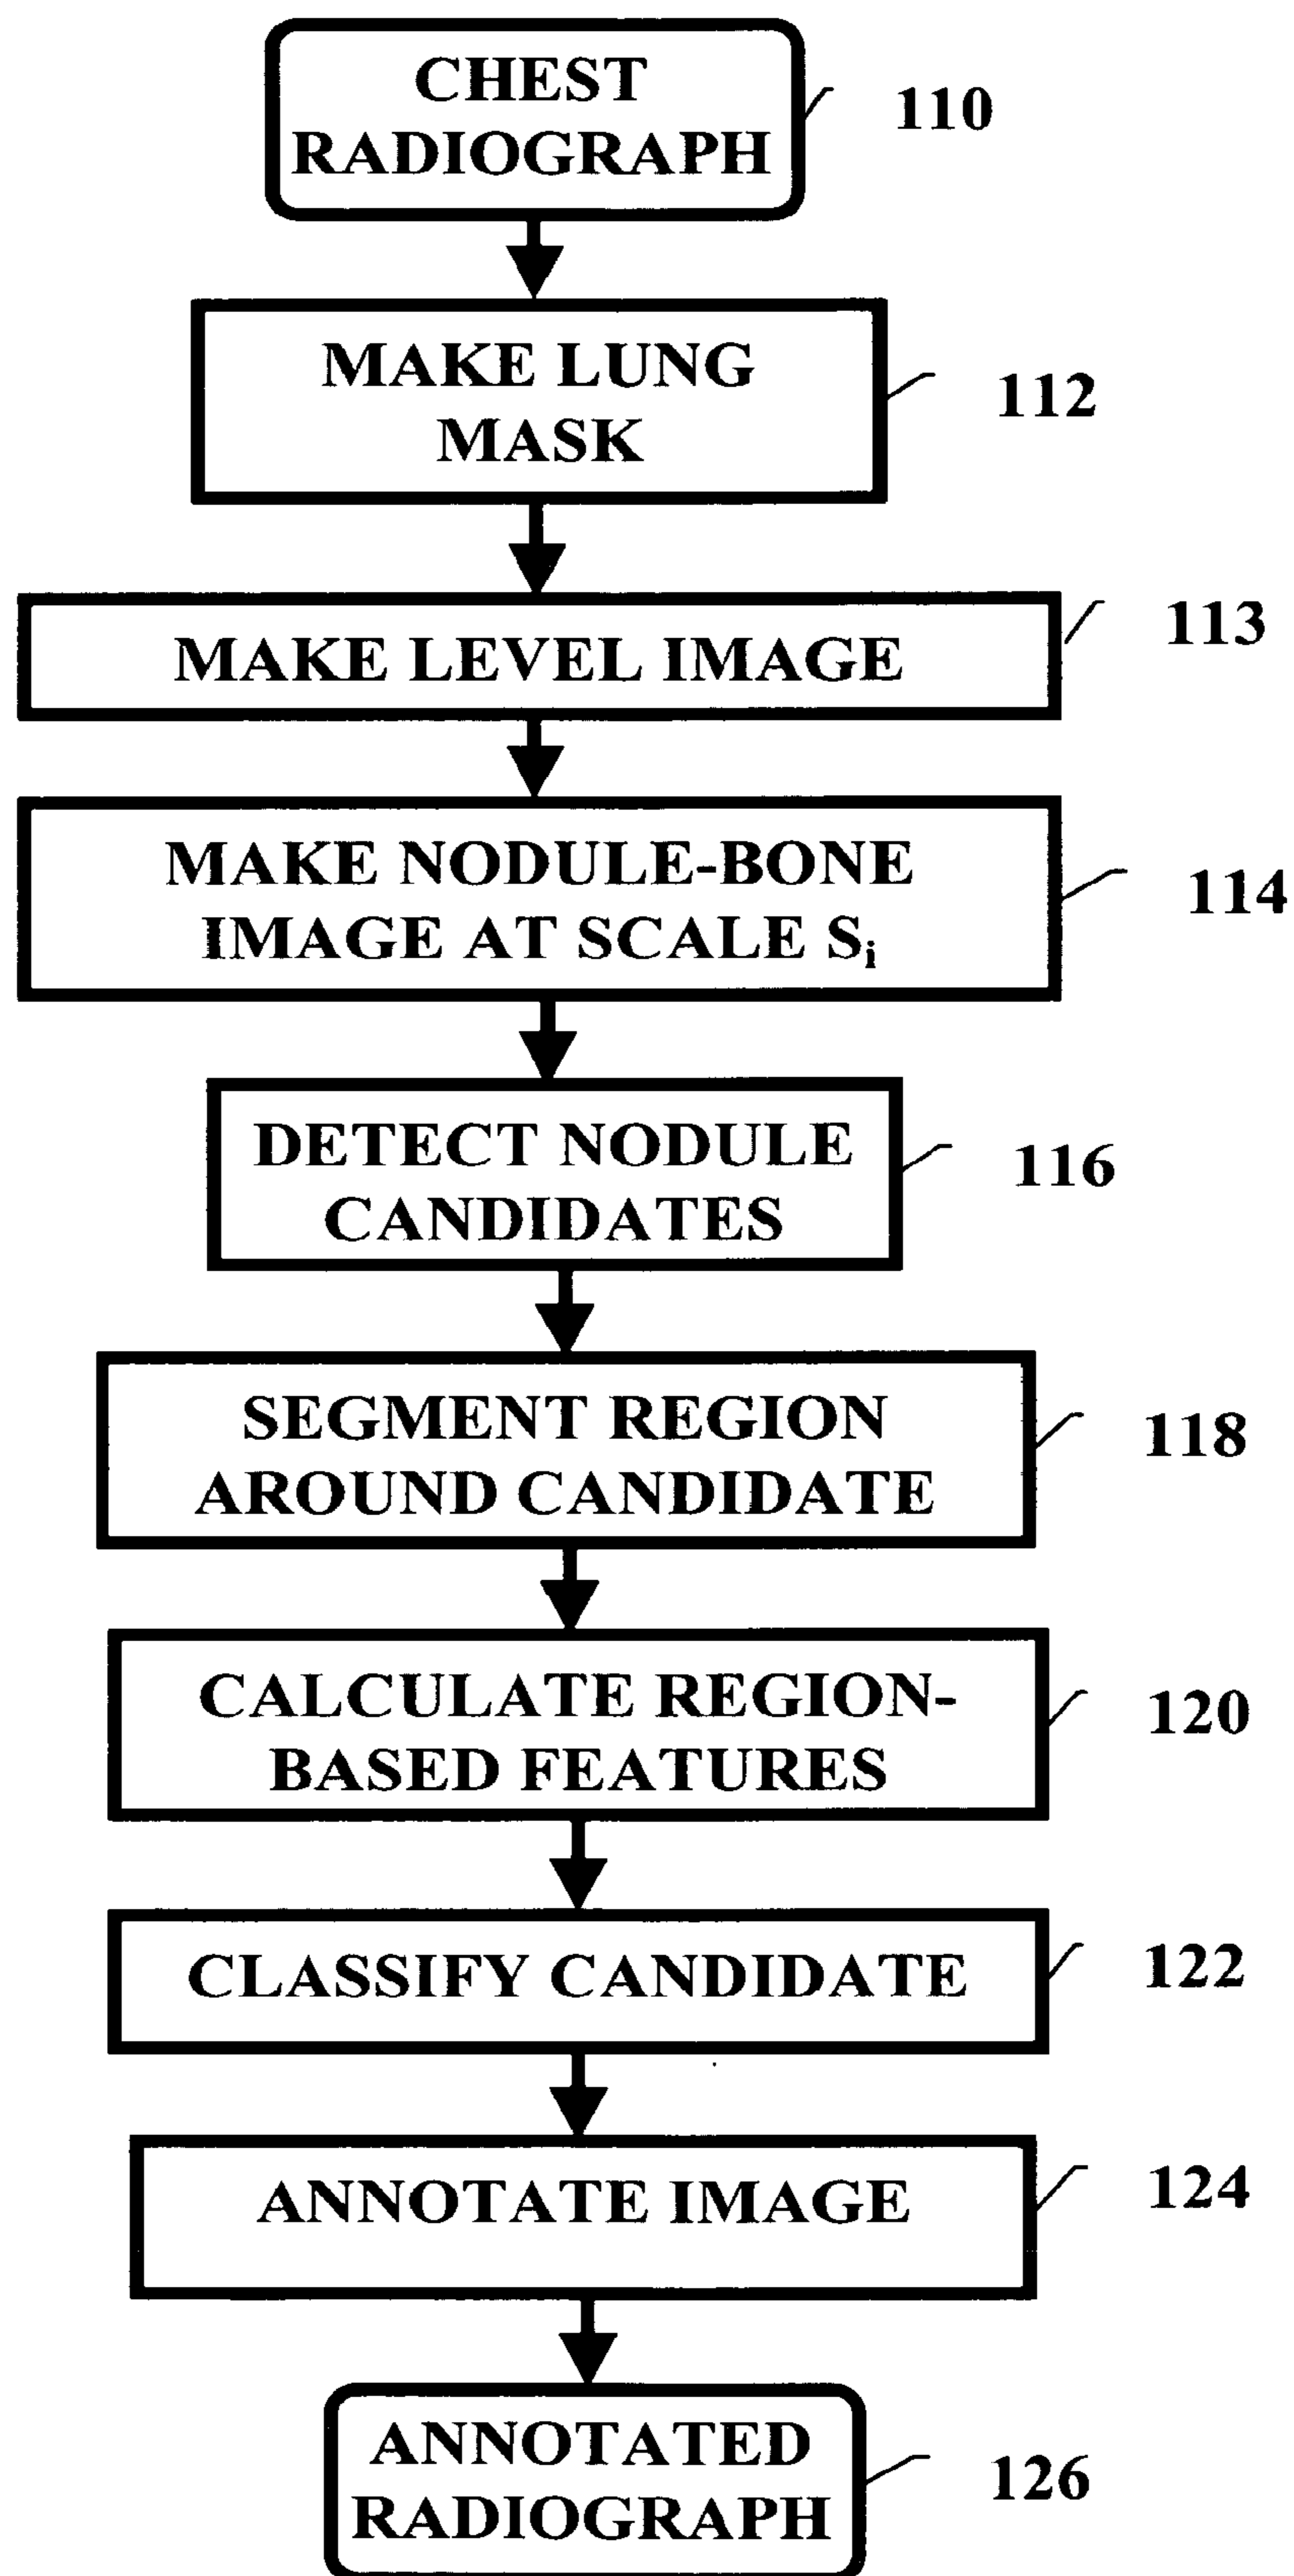 CHEST
RADIOGRAPH
110
MAKE LUNG
MASK
112
MAKE LEVEL IMAGE
113
MAKE NODULE-BONE
IMAGE AT SCALE Si
114
DETECT NODULE
CANDIDATES
116
SEGMENT REGION
AROUND CANDIDATE
118
CALCULATE REGION-
BASED FEATURES
120
CLASSIFY CANDIDATE
122
ANNOTATE IMAGE
124
ANNOTATED
RADIOGRAPH
126